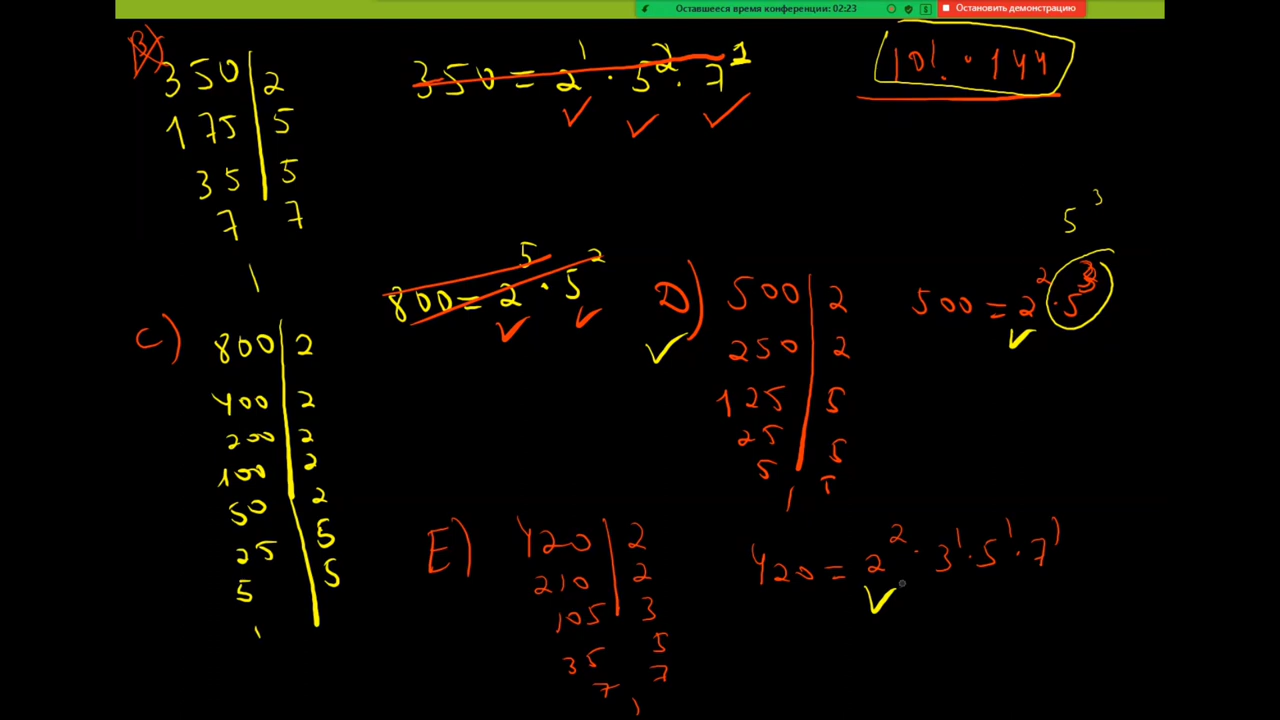 Оставшееся время конференции: 02:23
Остановить демонстрацию
B)
350 | 2
175 | 5
35 | 5
7 | 7
1
350 = 2¹ · 5² · 7¹
10! · 144
C)
800 | 2
400 | 2
200 | 2
100 | 2
50 | 2
25 | 5
5 | 5
1
800 = 2⁵ · 5²
D)
500 | 2
250 | 2
125 | 5
25 | 5
5 | 5
1
500 = 2² · 5³
5³
E)
420 | 2
210 | 2
105 | 3
35 | 5
7 | 7
1
420 = 2² · 3¹ · 5¹ · 7¹